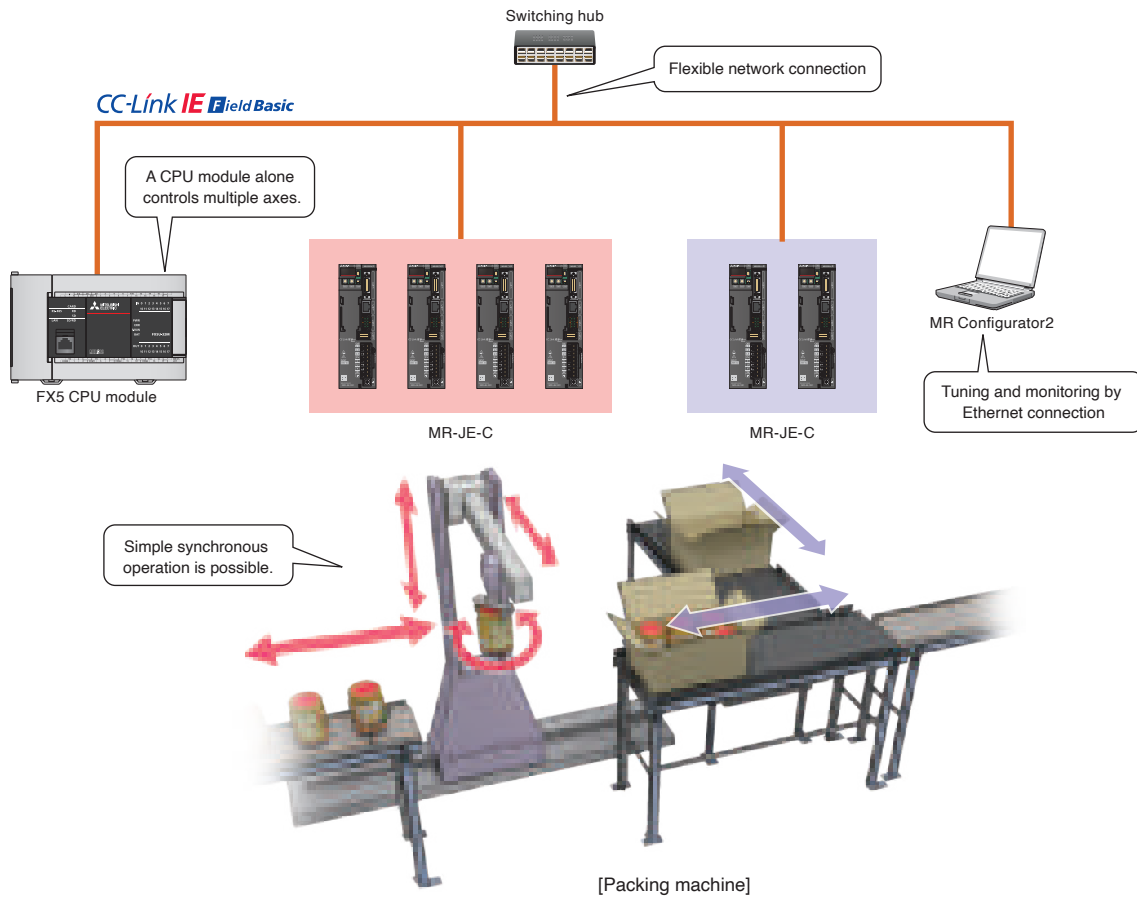 Switching hub
Flexible network connection
CC-Link IE Field Basic
A CPU module alone
controls multiple axes.
MITSUBISHI
ELECTRIC
FX5 CPU module
MR-JE-C
MR-JE-C
MR Configurator2
Tuning and monitoring by
Ethernet connection
Simple synchronous
operation is possible.
[Packing machine]